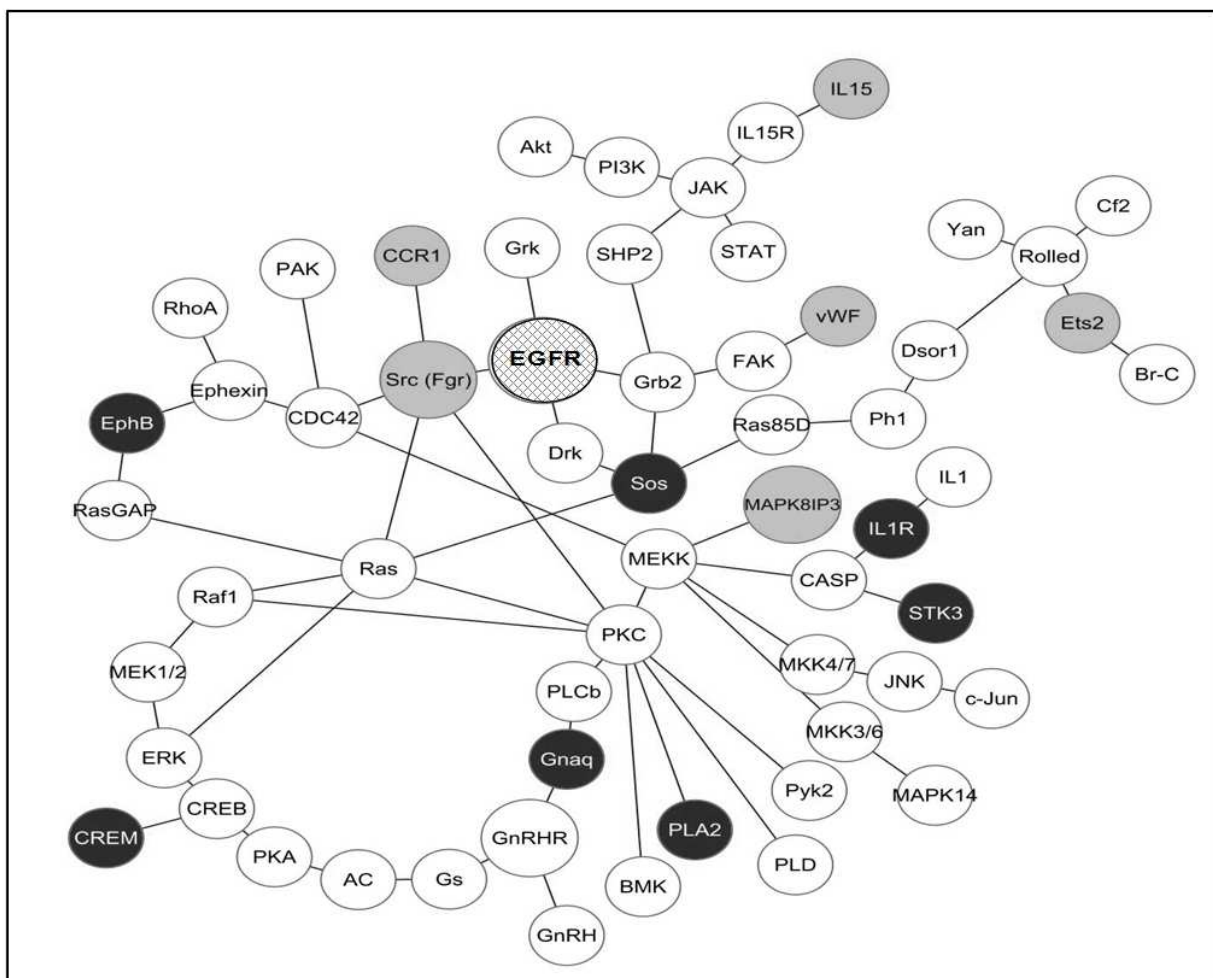 IL15
IL15R
Akt
PI3K
JAK
Cf2
Yan
Grk
CCR1
SHP2
STAT
Rolled
PAK
RhoA
vWF
Ets2
EGFR
FAK
Dsor1
Br-C
Src (Fgr)
Grb2
Ephexin
CDC42
EphB
Ras85D
Ph1
Drk
Sos
IL1
MAPK8IP3
RasGAP
IL1R
MEKK
Ras
CASP
Raf1
STK3
PKC
MEK1/2
MKK4/7
JNK
PLCb
c-Jun
MKK3/6
ERK
Gnaq
Pyk2
MAPK14
CREB
CREM
GnRHR
PLA2
PKA
PLD
AC
Gs
BMK
GnRH